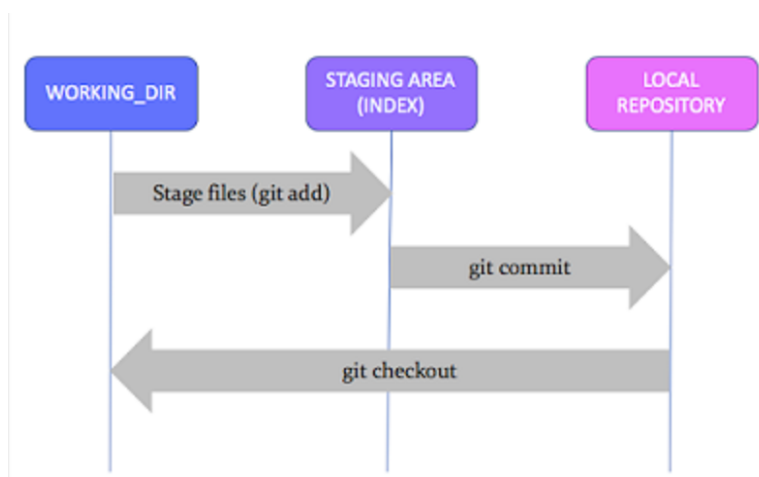 WORKING_DIR
STAGING AREA
(INDEX)
LOCAL
REPOSITORY
Stage files (git add)
git commit
git checkout